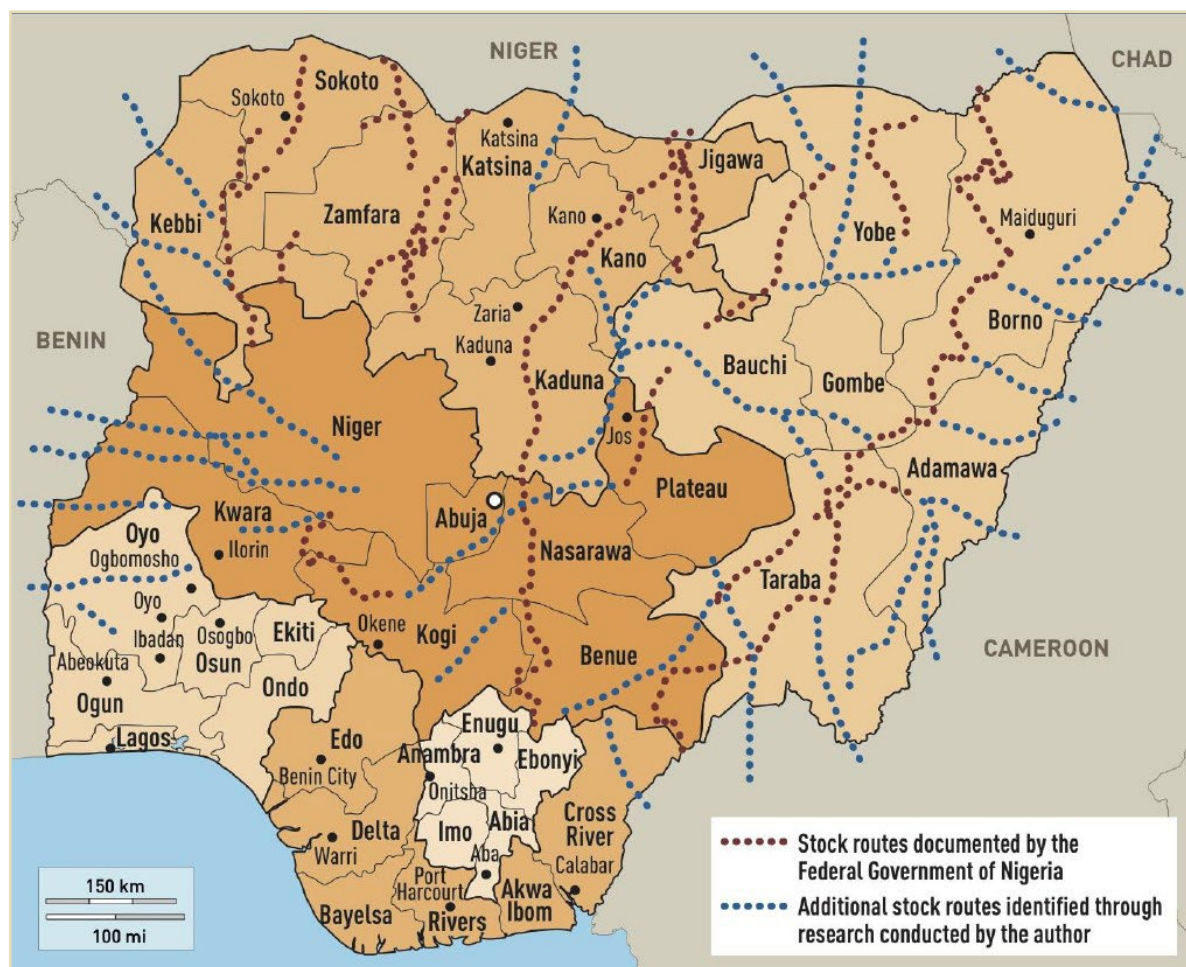 NIGER
CHAD
Sokoto
Sokoto
Katsina
Katsina
Jigawa
Kebbi
Zamfara
Kano
Kano
Yobe
Maiduguri
Zaria
Kaduna
Kaduna
Borno
BENIN
Bauchi
Gombe
Niger
Jos
Plateau
Adamawa
Abuja
Kwara
Ilorin
Nasarawa
Oyo
Ogbomosho
Oyo
Taraba
Okene
Kogi
Benue
CAMEROON
Ibadan
Osogbo
Osun
Ekiti
Abeokuta
Ogun
Ondo
Lagos
Edo
Benin City
Enugu
Anambra
Onitsha
Ebonyi
Delta
Warri
Imo
Abia
Aba
Cross
River
Calabar
Port
Harcourt
Bayelsa
Rivers
Akwa
Ibom
150 km
100 mi
Stock routes documented by the
Federal Government of Nigeria
Additional stock routes identified through
research conducted by the author